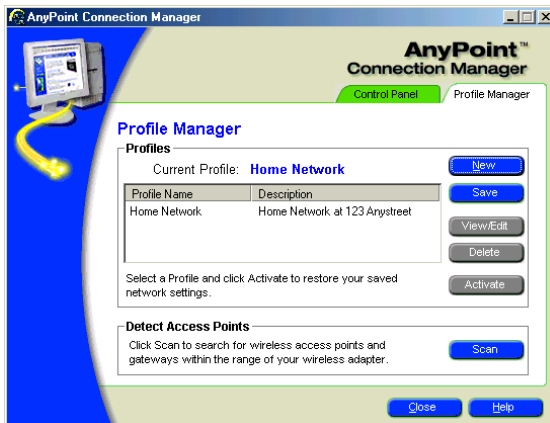 AnyPoint Connection Manager
AnyPoint™
Connection Manager
Control Panel
Profile Manager
Profile Manager
Profiles
Current Profile: Home Network
New
Profile Name Description
Save
Home Network Home Network at 123 Anystreet
View/Edit
Delete
Select a Profile and click Activate to restore your saved
network settings.
Activate
Detect Access Points
Click Scan to search for wireless access points and
gateways within the range of your wireless adapter.
Scan
Close
Help